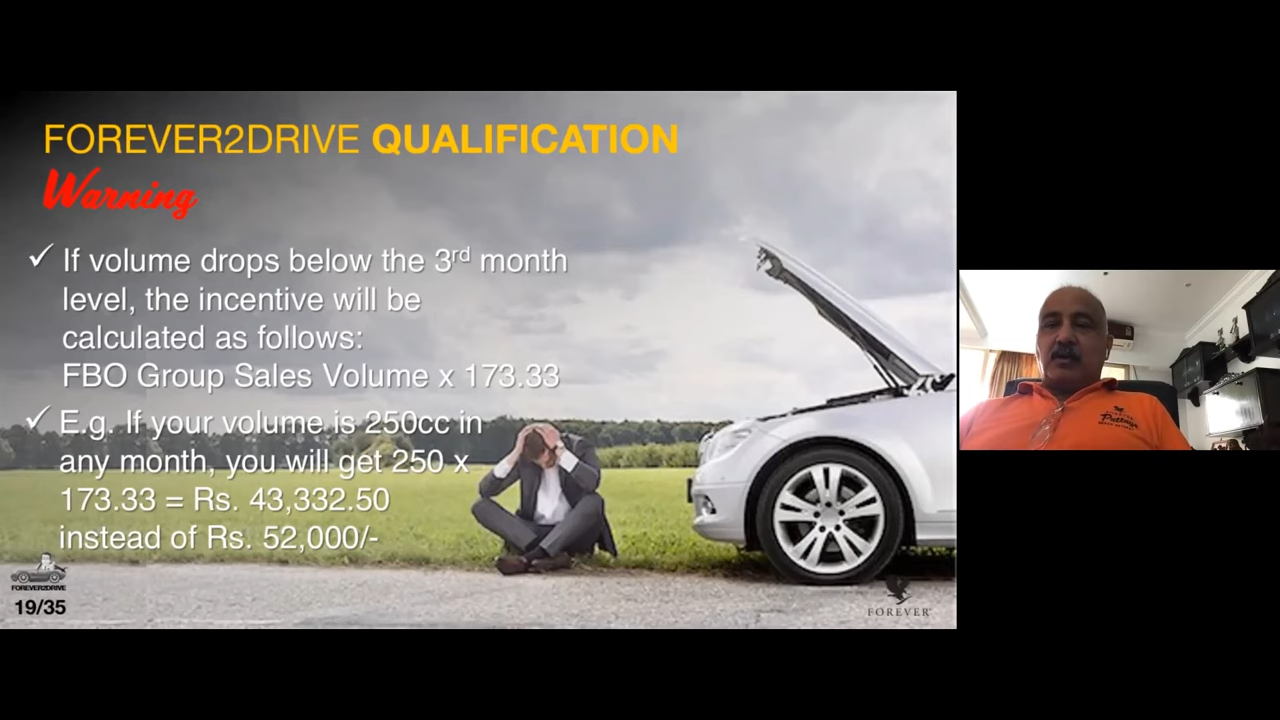 FOREVER2DRIVE QUALIFICATION
Warning
✓ If volume drops below the 3rd month
level, the incentive will be
calculated as follows:
FBO Group Sales Volume x 173.33
✓ E.g. If your volume is 250cc in
any month, you will get 250 x
173.33 = Rs. 43,332.50
instead of Rs. 52,000/-
FOREVER2DRIVE
19/35
FOREVER